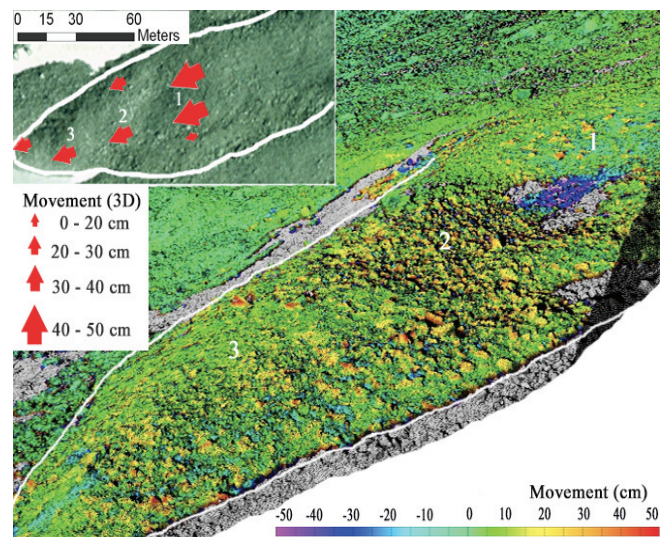 0 15 30 60
Meters
1
2
3
Movement (3D)
0 - 20 cm
20 - 30 cm
30 - 40 cm
40 - 50 cm
1
2
3
Movement (cm)
-50 -40 -30 -20 -10 0 10 20 30 40 50